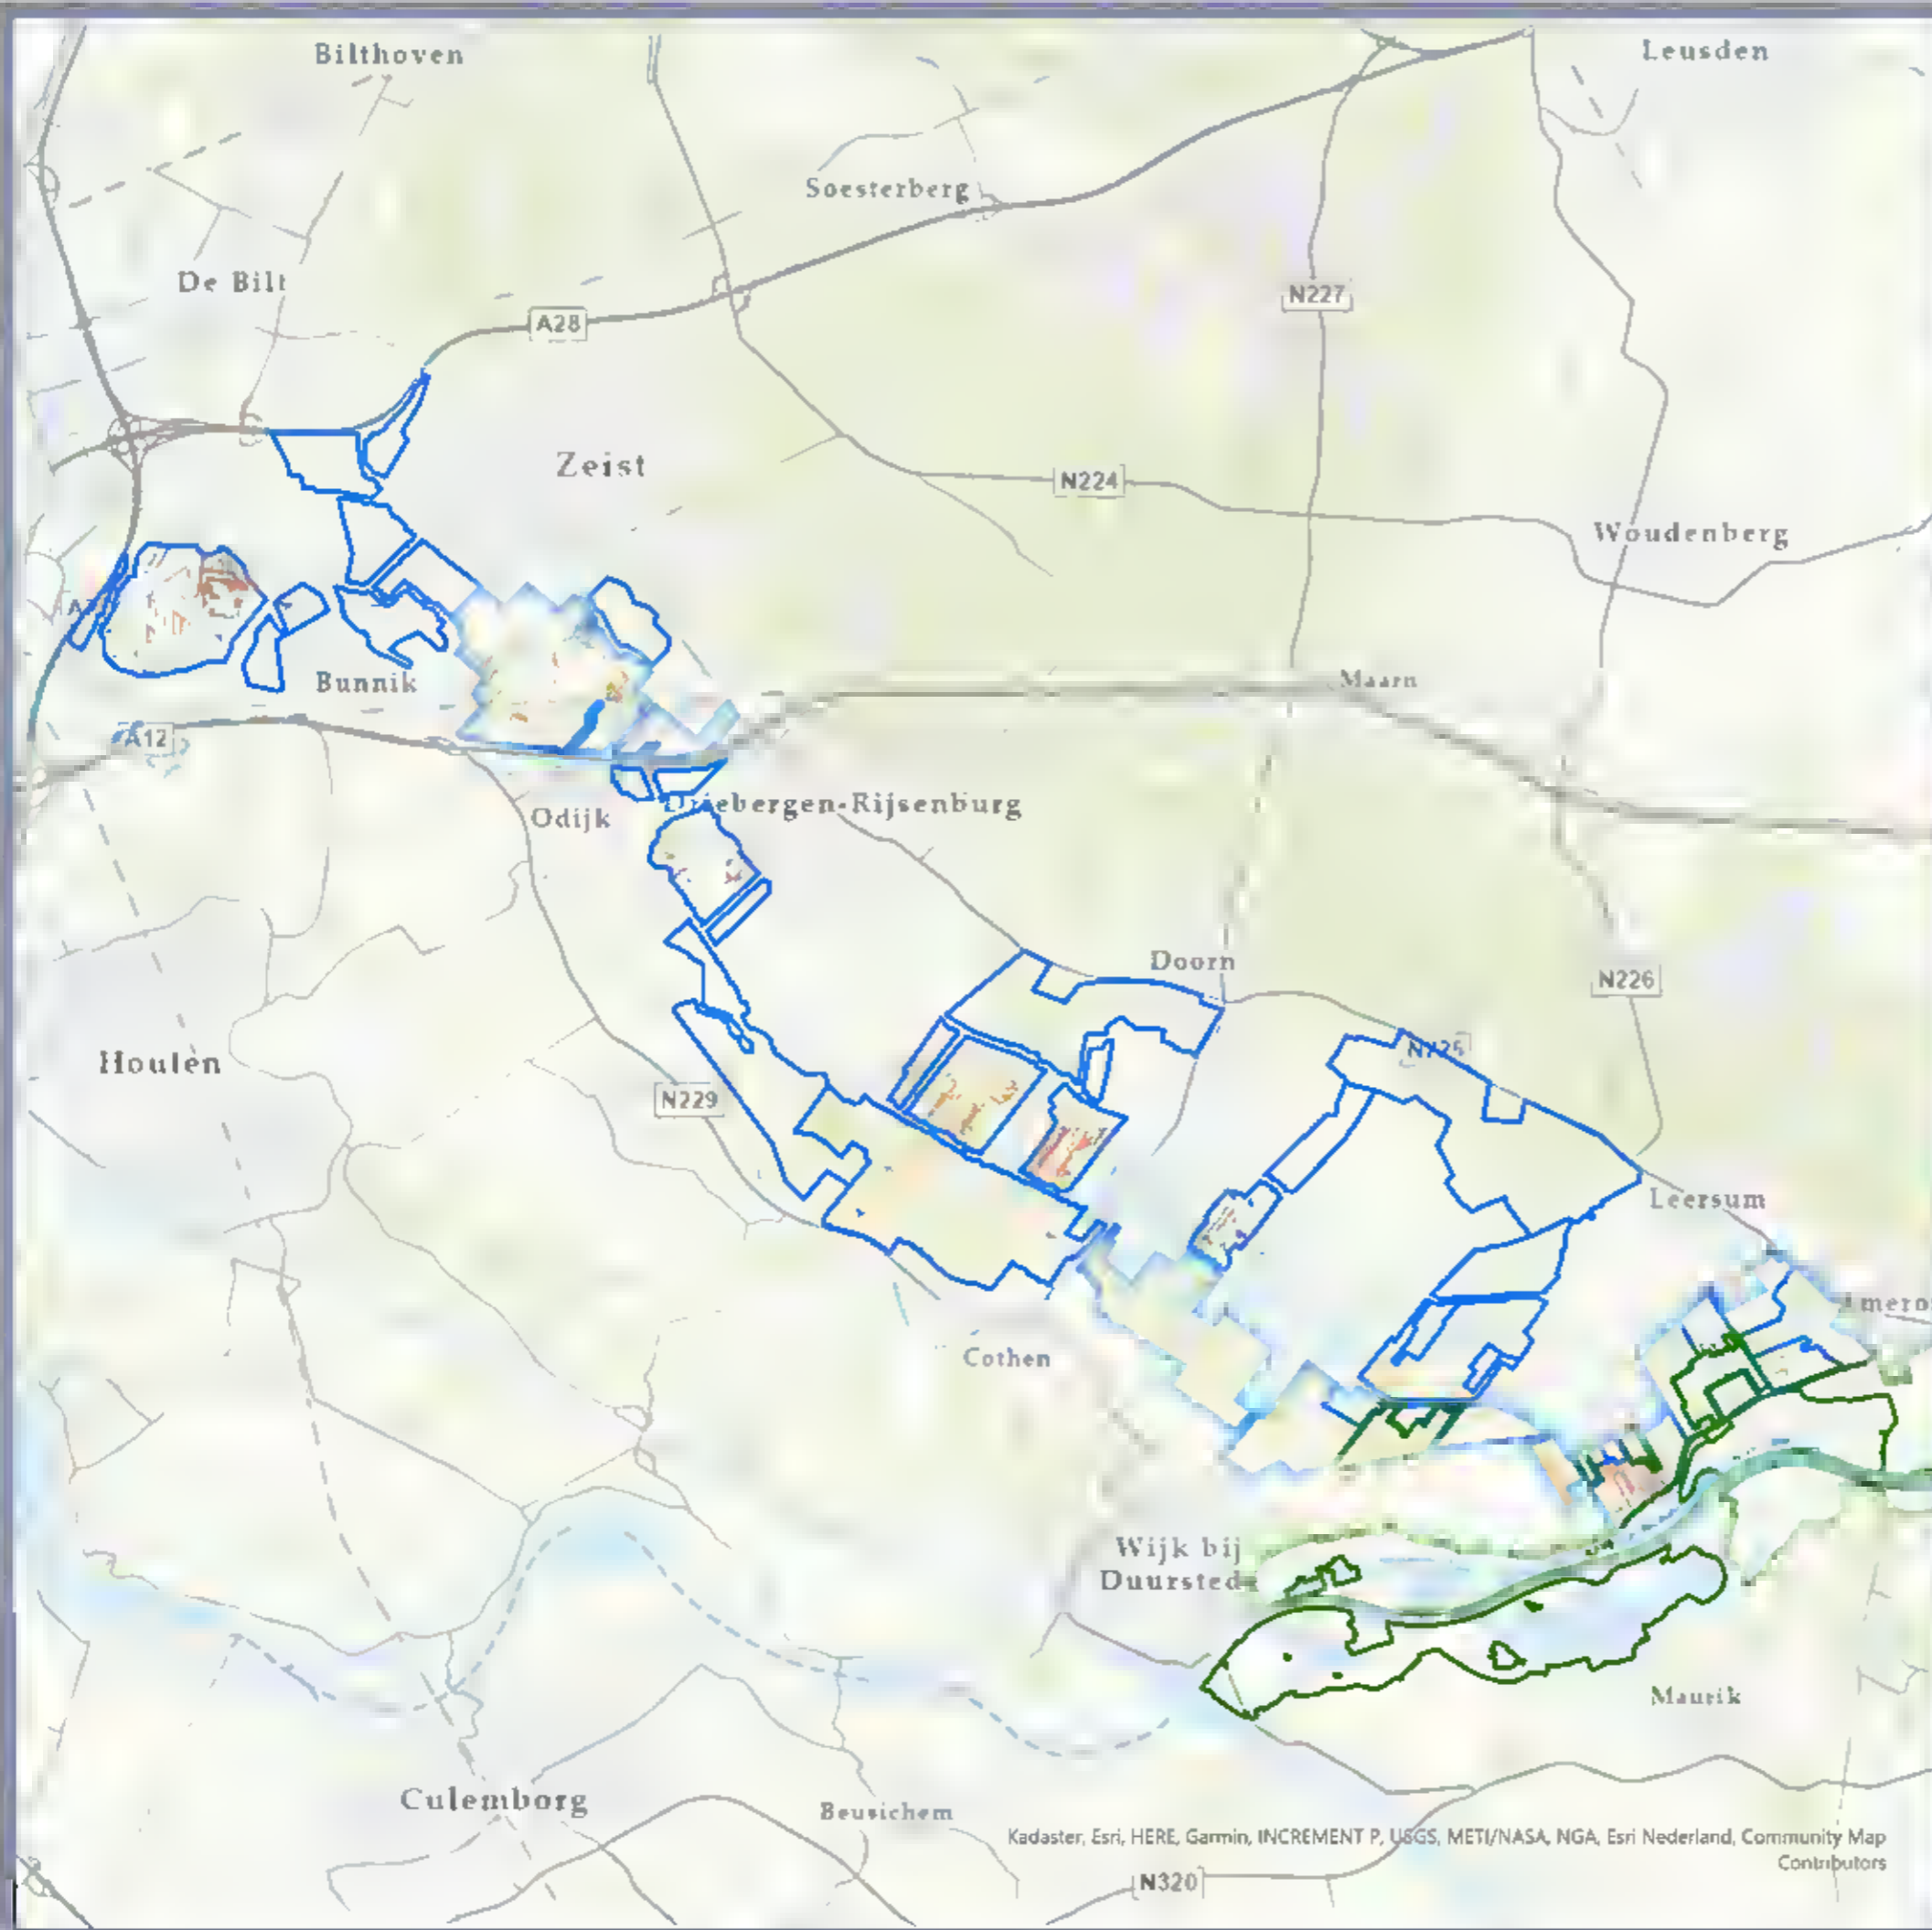 Bilthoven
Leusden
Soesterberg
De Bilt
N227
A28
Zeist
N224
Woudenberg
Bunnik
Maarn
A12
Driebergen-Rijsenburg
Odijk
Doorn
N226
N225
Houten
N229
Leersum
Cothen
Wijk bij
Duurstede
Maurik
Culemborg
Beusichem
Kadaster, Esri, HERE, Garmin, INCREMENT P, USGS, METI/NASA, NGA, Esri Nederland, Community Map
Contributors
N320